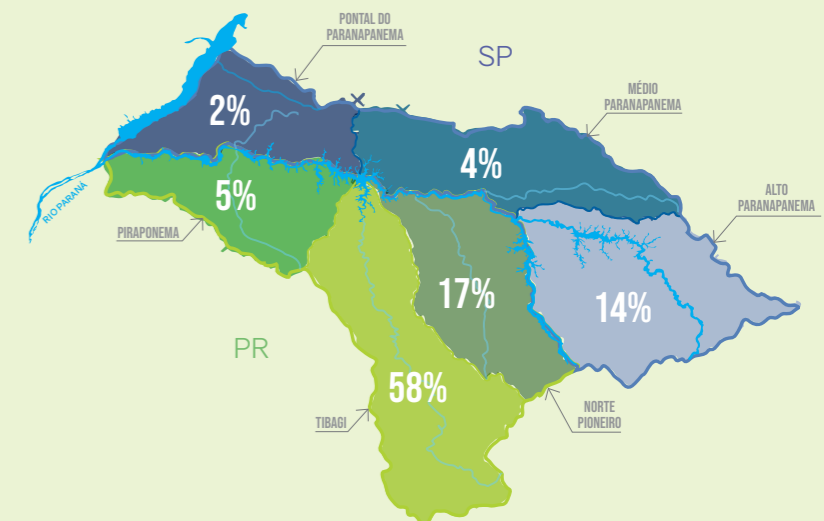 PONTAL DO
PARANAPANEMA
SP
MÉDIO
PARANAPANEMA
2%
4%
ALTO
PARANAPANEMA
5%
RIO PARANÁ
PIRAPONEMA
17%
14%
PR
58%
TIBAGI
NORTE
PIONEIRO